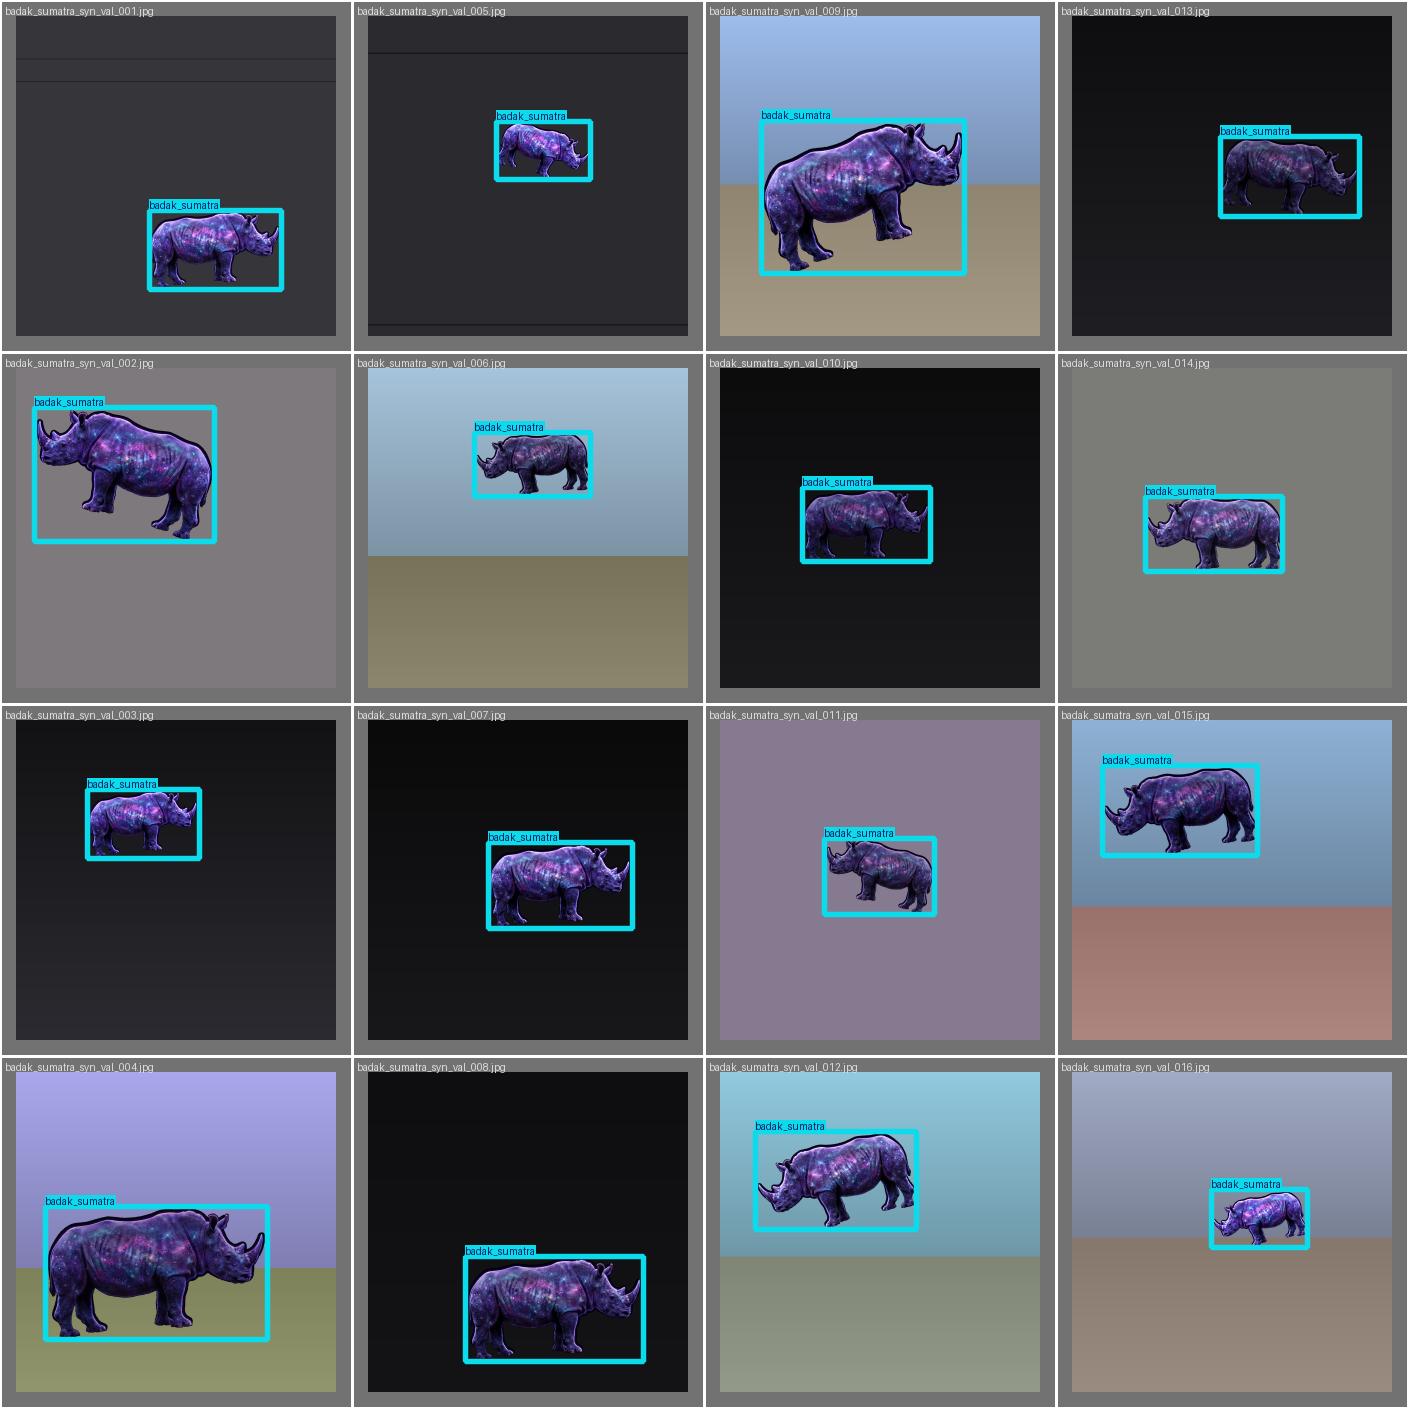 badak_sumatra_syn_val_001.jpg
badak_sumatra
badak_sumatra_syn_val_005.jpg
badak_sumatra
badak_sumatra_syn_val_009.jpg
badak_sumatra
badak_sumatra_syn_val_013.jpg
badak_sumatra
badak_sumatra_syn_val_002.jpg
badak_sumatra
badak_sumatra_syn_val_006.jpg
badak_sumatra
badak_sumatra_syn_val_010.jpg
badak_sumatra
badak_sumatra_syn_val_014.jpg
badak_sumatra
badak_sumatra_syn_val_003.jpg
badak_sumatra
badak_sumatra_syn_val_007.jpg
badak_sumatra
badak_sumatra_syn_val_011.jpg
badak_sumatra
badak_sumatra_syn_val_015.jpg
badak_sumatra
badak_sumatra_syn_val_004.jpg
badak_sumatra
badak_sumatra_syn_val_008.jpg
badak_sumatra
badak_sumatra_syn_val_012.jpg
badak_sumatra
badak_sumatra_syn_val_016.jpg
badak_sumatra